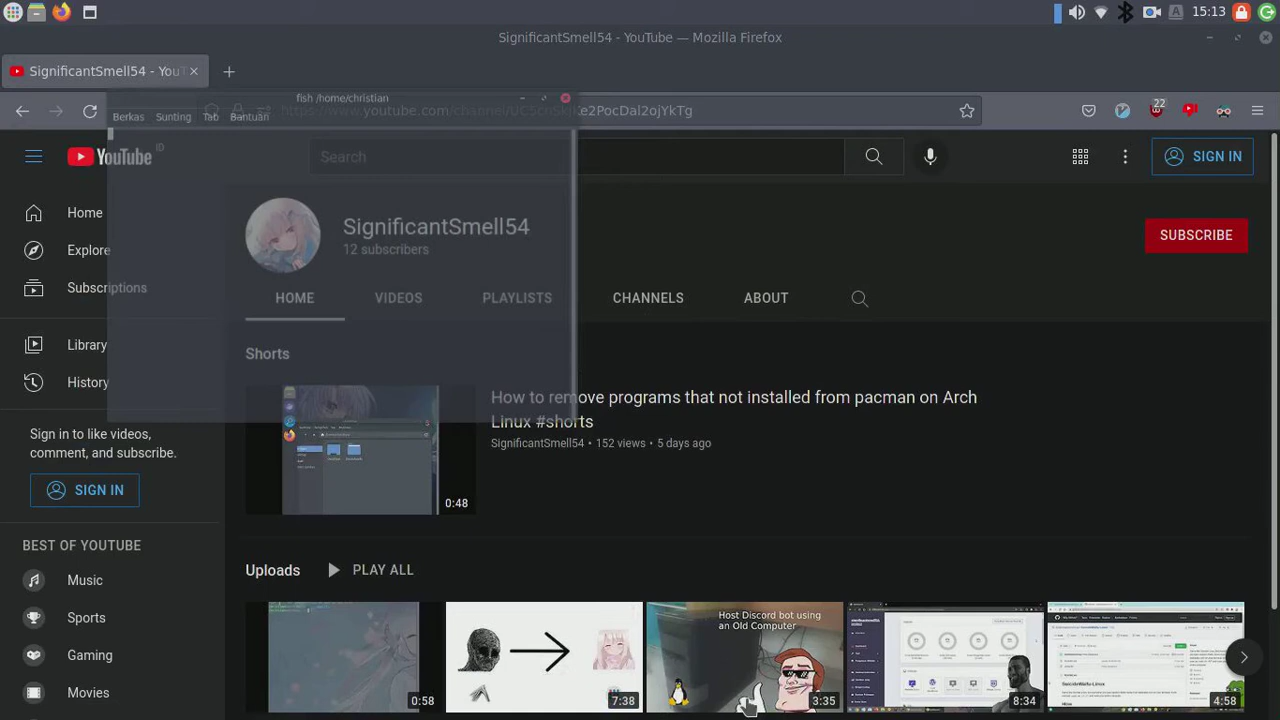 15:13
SignificantSmell54 - YouTube — Mozilla Firefox
SignificantSmell54 - YouT
fish /home/christian
22
Berkas Sunting Tab Bantuan
YouTube ID
Search
SIGN IN
Home
Explore
Subscriptions
Library
History
Sign in to like videos,
comment, and subscribe.
SIGN IN
BEST OF YOUTUBE
Music
Sports
Gaming
Movies
SignificantSmell54
12 subscribers
SUBSCRIBE
HOME VIDEOS PLAYLISTS CHANNELS ABOUT
Shorts
How to remove programs that not installed from pacman on Arch
Linux #shorts
SignificantSmell54 • 152 views • 5 days ago
0:48
Uploads PLAY ALL
Host Discord bot at
an Old Computer
0:58
7:38
3:35
8:34
4:58